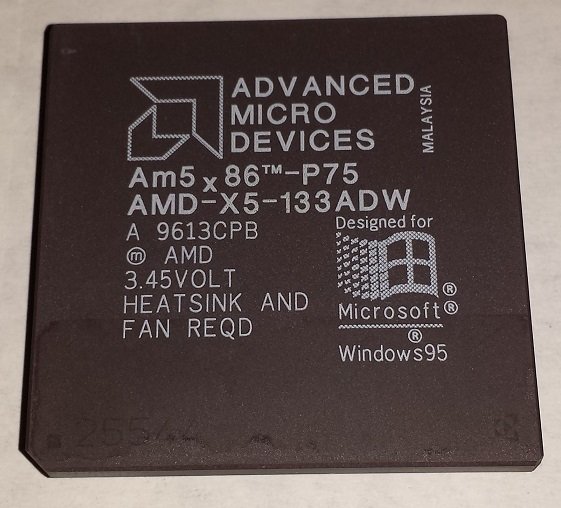 ADVANCED
MICRO
DEVICES
MALAYSIA
Am5x86™-P75
AMD-X5-133ADW
A 9613CPB
ⓜ AMD
3.45VOLT
HEATSINK AND
FAN REQD
Designed for
®
Microsoft®
®
Windows95